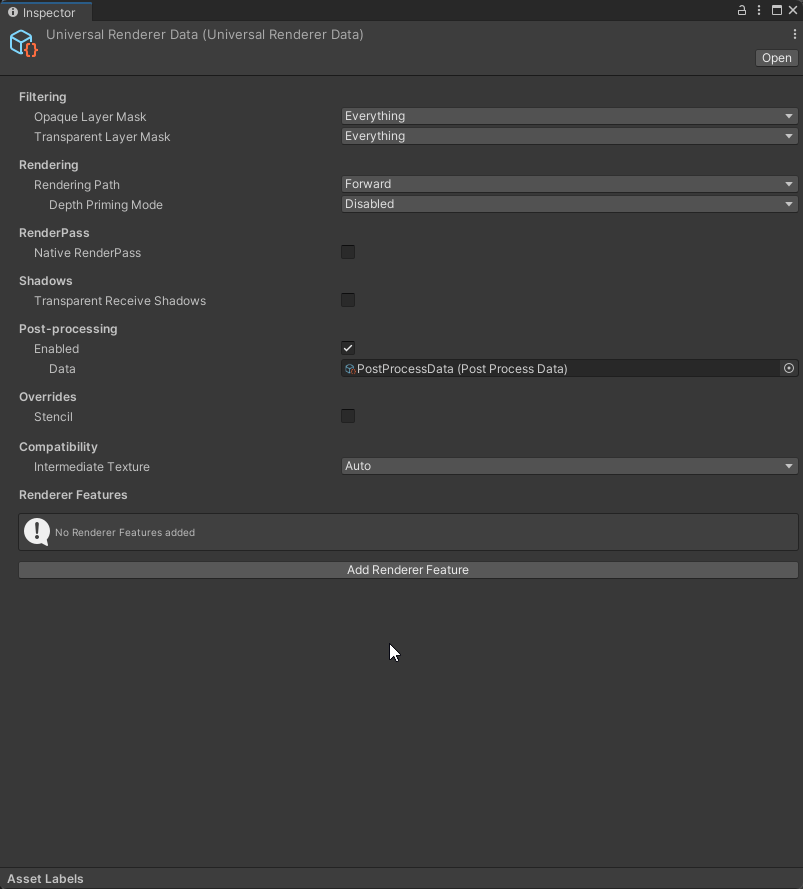 Inspector
Universal Renderer Data (Universal Renderer Data)
Open
Filtering
Opaque Layer Mask Everything
Transparent Layer Mask Everything
Rendering
Rendering Path Forward
Depth Priming Mode Disabled
RenderPass
Native RenderPass
Shadows
Transparent Receive Shadows
Post-processing
Enabled
Data PostProcessData (Post Process Data)
Overrides
Stencil
Compatibility
Intermediate Texture Auto
Renderer Features
No Renderer Features added
Add Renderer Feature
Asset Labels